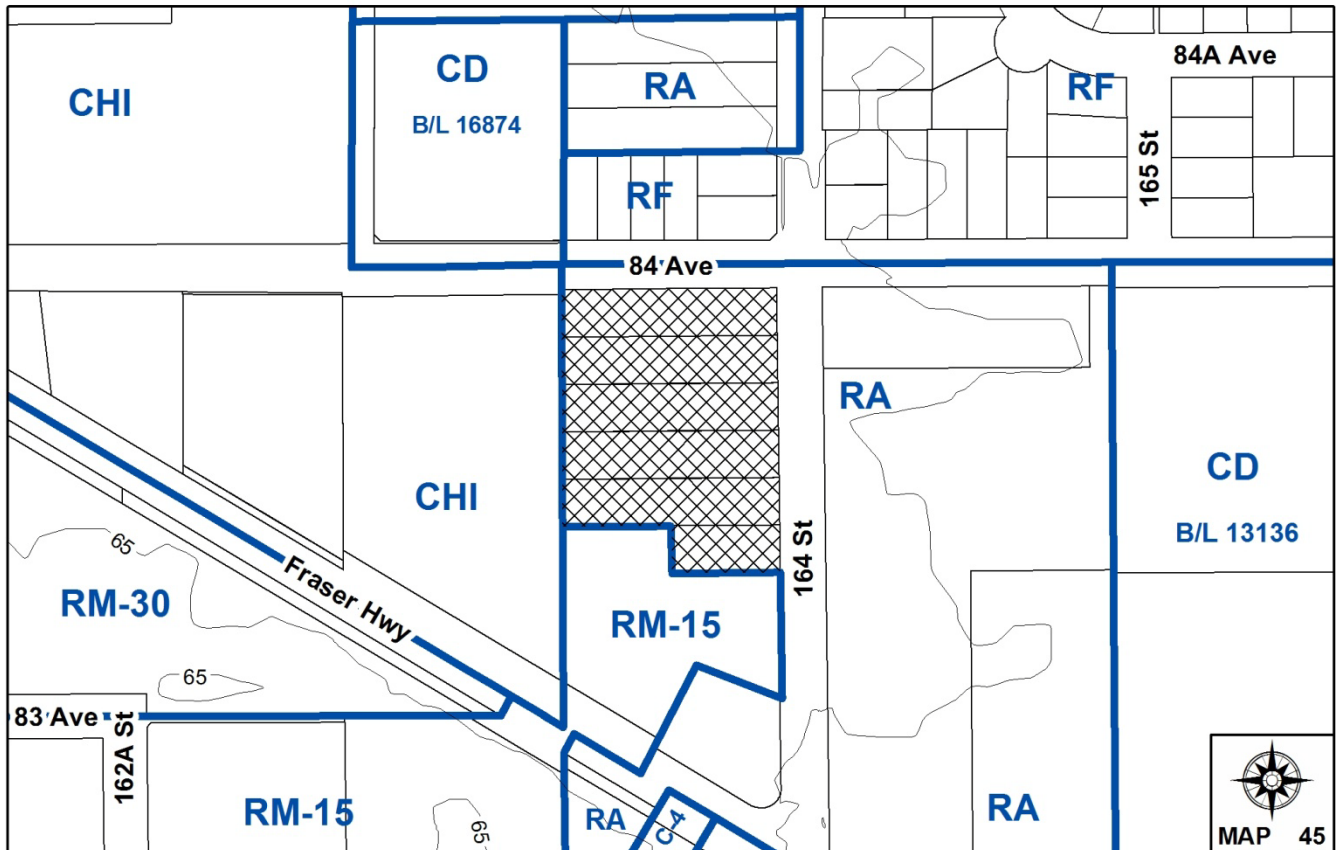 84A Ave
CD
RA
CHI
RF
B/L 16874
165 St
RF
84 Ave
RA
CD
CHI
B/L 13136
65
Fraser Hwy
164 St
RM-30
RM-15
65
83 Ave
162A St
RM-15
65
RA
C-4
RA
MAP 45